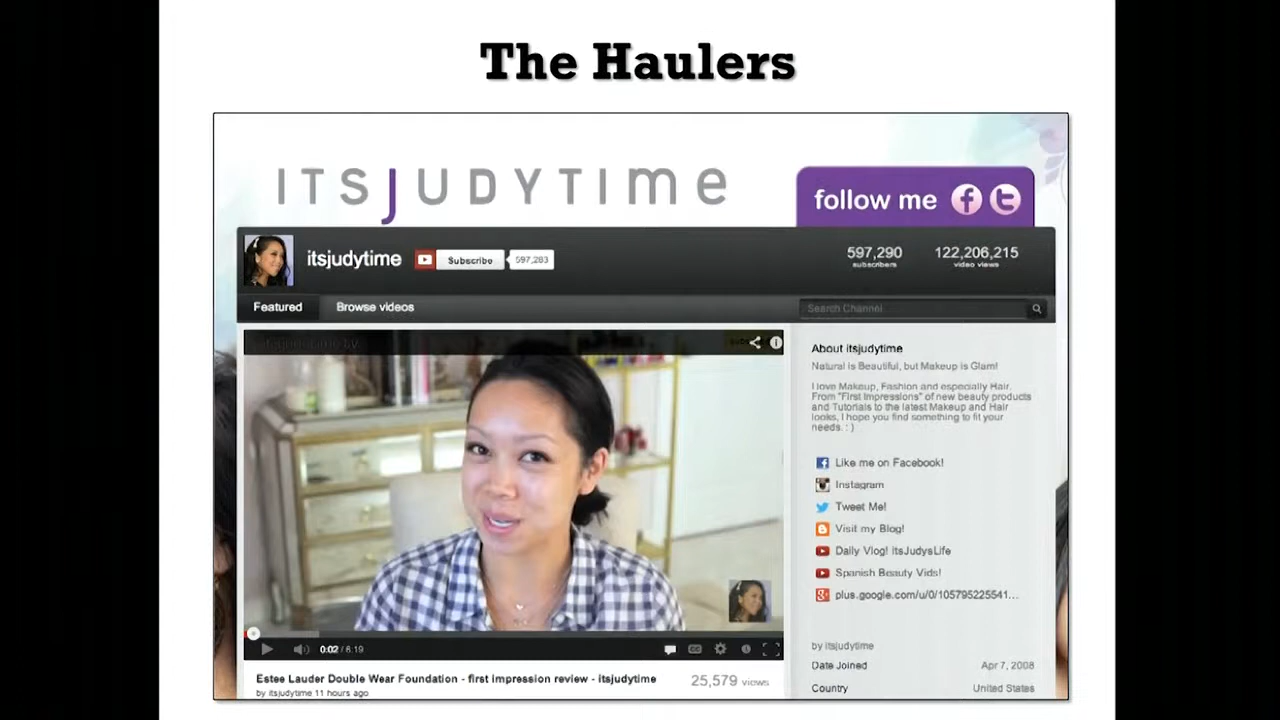 The Haulers
ITSJUDYTIME
follow me
itsjudytime
Subscribe
597,283
597,290
subscribers
122,206,215
video views
Featured
Browse videos
Search Channel
About itsjudytime
Natural is Beautiful, but Makeup is Glam!
I love Makeup, Fashion and especially Hair.
From "First Impressions" of new beauty products
and Tutorials to the latest Makeup and Hair
looks, I hope you find something to fit your
needs. : )
Like me on Facebook!
Instagram
Tweet Me!
Visit my Blog!
Daily Vlog! ItsJudysLife
Spanish Beauty Vids!
plus.google.com/u/0/105795225541...
by itsjudytime
Date Joined
Apr 7, 2008
Country
United States
0:02 / 6:19
Estee Lauder Double Wear Foundation - first impression review - itsjudytime
by itsjudytime 11 hours ago
25,579 views